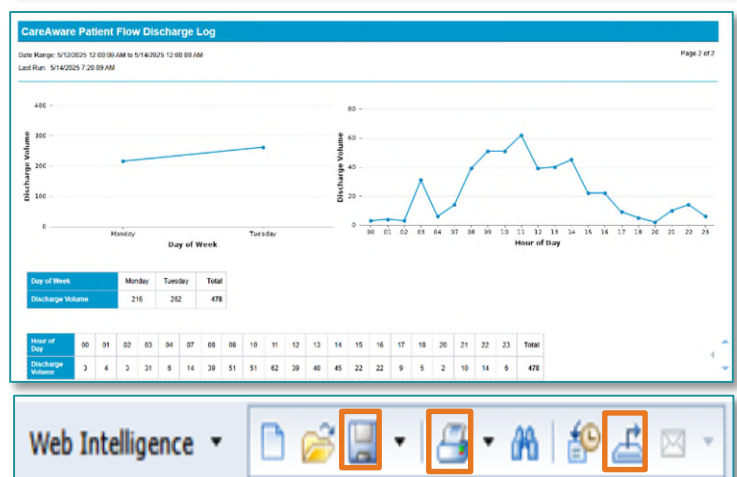 CareAware Patient Flow Discharge Log
Date Range: 5/12/2025 12:00:00 AM to 5/14/2025 12:00:00 AM
Page 2 of 2
Last Run: 5/14/2025 7:20:09 AM
400
300
200
100
0
Discharge Volume
Monday Tuesday
Day of Week
80
60
40
20
0
Discharge Volume
00 01 02 03 04 07 08 09 10 11 12 13 14 15 16 17 18 20 21 22 23
Hour of Day
Day of Week Monday Tuesday Total
Discharge Volume 216 262 478
Hour of Day 00 01 02 03 04 07 08 09 10 11 12 13 14 15 16 17 18 20 21 22 23 Total
Discharge Volume 3 4 3 31 6 14 39 51 51 62 39 40 45 22 22 9 5 2 10 14 6 478
Web Intelligence